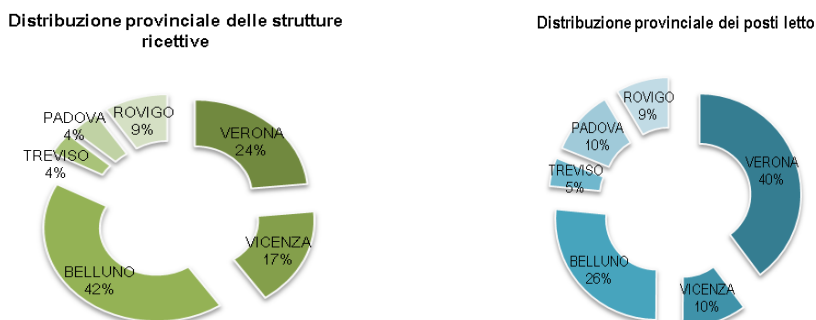 Distribuzione provinciale delle strutture
ricettive
ROVIGO
9%
PADOVA
4%
TREVISO
4%
VERONA
24%
VICENZA
17%
BELLUNO
42%
Distribuzione provinciale dei posti letto
ROVIGO
9%
PADOVA
10%
TREVISO
5%
VERONA
40%
BELLUNO
26%
VICENZA
10%